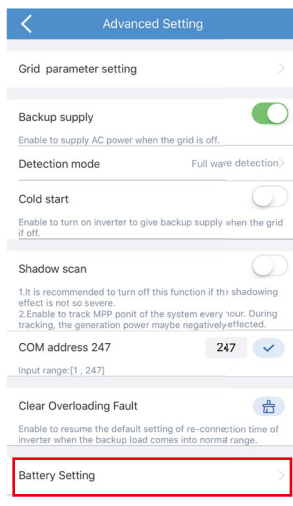 Advanced Setting
Grid parameter setting
Backup supply
Enable to supply AC power when the grid is off.
Detection mode Full wave detection
Cold start
Enable to turn on inverter to give backup supply when the grid
if off.
Shadow scan
1.It is recommended to turn off this function if the shadowing
effect is not so severe.
2.Enable to track MPP ponit of the system every hour. During
tracking, the generation power maybe negatively effected.
COM address 247 247
Input range:[1 , 247]
Clear Overloading Fault
Enable to resume the default setting of re-connection time of
inverter when the backup load comes into normal range.
Battery Setting